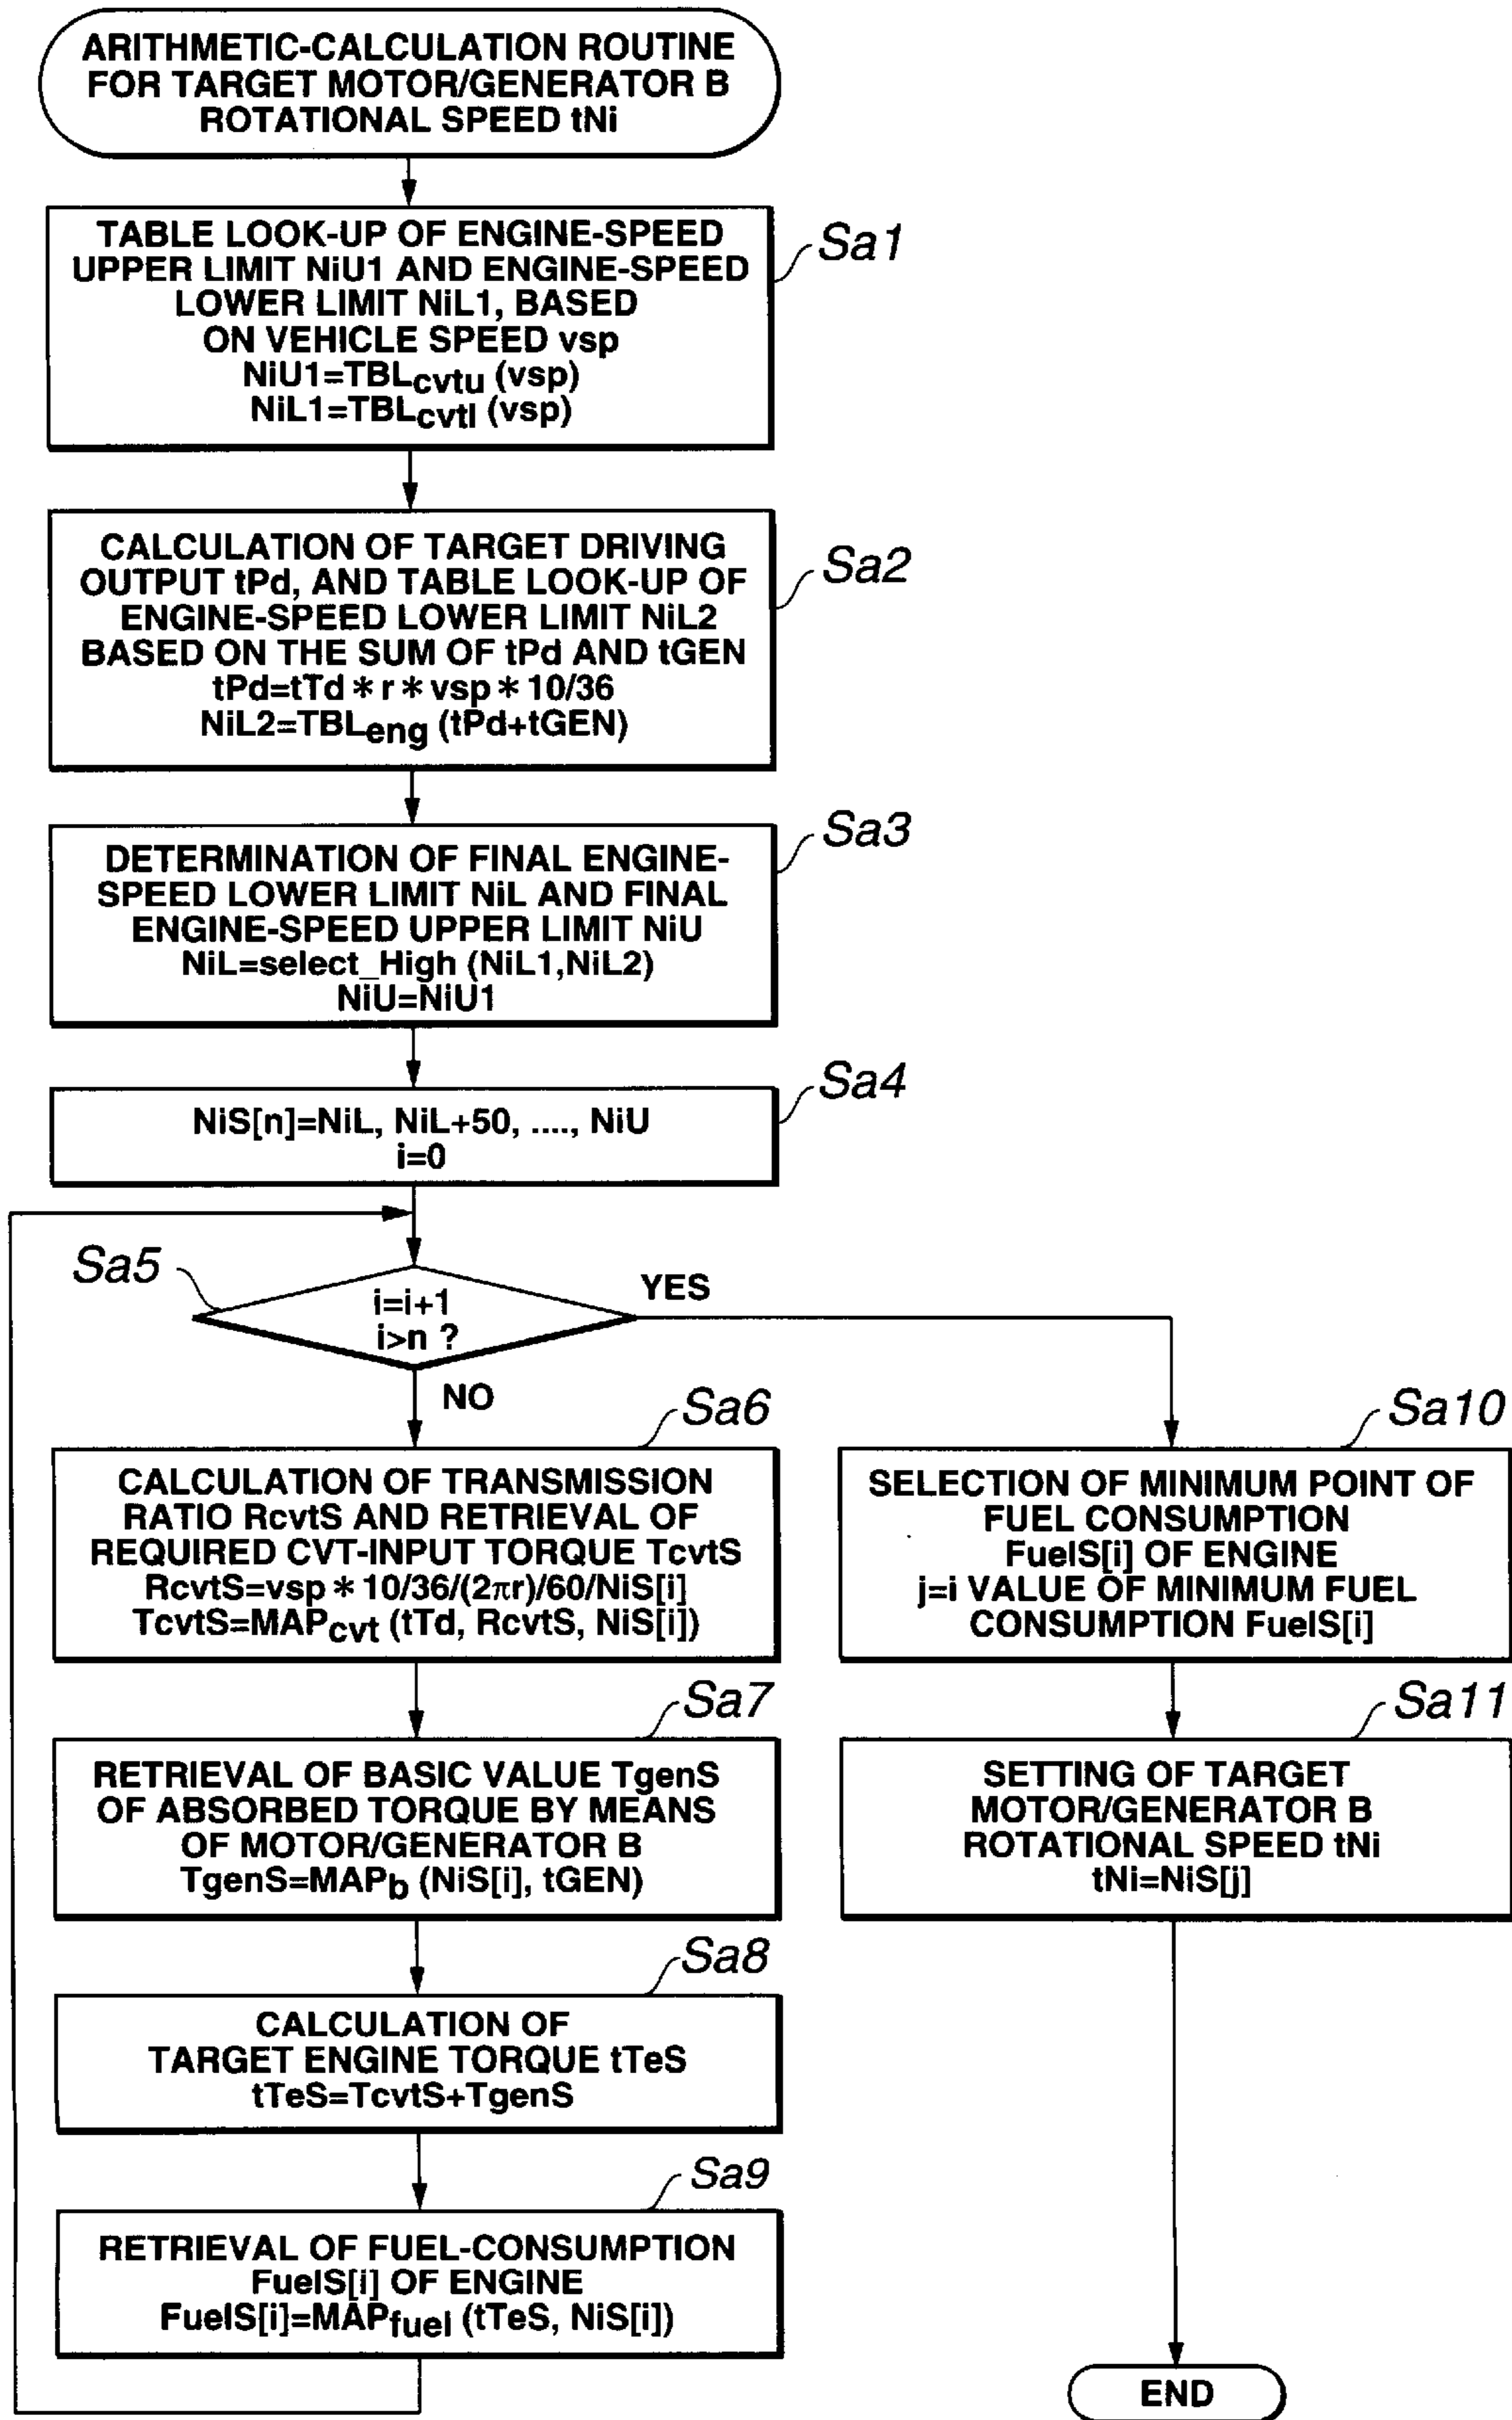 ARITHMETIC-CALCULATION ROUTINE
FOR TARGET MOTOR/GENERATOR B
ROTATIONAL SPEED tNi
TABLE LOOK-UP OF ENGINE-SPEED
UPPER LIMIT NiU1 AND ENGINE-SPEED
LOWER LIMIT NiL1, BASED
ON VEHICLE SPEED vsp
NiU1=TBLcvtu (vsp)
NiL1=TBLcvtl (vsp)
Sa1
CALCULATION OF TARGET DRIVING
OUTPUT tPd, AND TABLE LOOK-UP OF
ENGINE-SPEED LOWER LIMIT NiL2
BASED ON THE SUM OF tPd AND tGEN
tPd=tTd*r*vsp*10/36
NiL2=TBLeng (tPd+tGEN)
Sa2
DETERMINATION OF FINAL ENGINE-
SPEED LOWER LIMIT NiL AND FINAL
ENGINE-SPEED UPPER LIMIT NiU
NiL=select_High (NiL1,NiL2)
NiU=NiU1
Sa3
NiS[n]=NiL, NiL+50, ...., NiU
i=0
Sa4
Sa5
i=i+1
i>n ?
YES
NO
Sa6
CALCULATION OF TRANSMISSION
RATIO RcvtS AND RETRIEVAL OF
REQUIRED CVT-INPUT TORQUE TcvtS
RcvtS=vsp*10/36/(2πr)/60/NiS[i]
TcvtS=MAPcvt (tTd, RcvtS, NiS[i])
Sa7
RETRIEVAL OF BASIC VALUE TgenS
OF ABSORBED TORQUE BY MEANS
OF MOTOR/GENERATOR B
TgenS=MAPb (NiS[i], tGEN)
Sa8
CALCULATION OF
TARGET ENGINE TORQUE tTeS
tTeS=TcvtS+TgenS
Sa9
RETRIEVAL OF FUEL-CONSUMPTION
FuelS[i] OF ENGINE
FuelS[i]=MAPfuel (tTeS, NiS[i])
Sa10
SELECTION OF MINIMUM POINT OF
FUEL CONSUMPTION
FuelS[i] OF ENGINE
j=i VALUE OF MINIMUM FUEL
CONSUMPTION FuelS[i]
Sa11
SETTING OF TARGET
MOTOR/GENERATOR B
ROTATIONAL SPEED tNi
tNi=NiS[j]
END